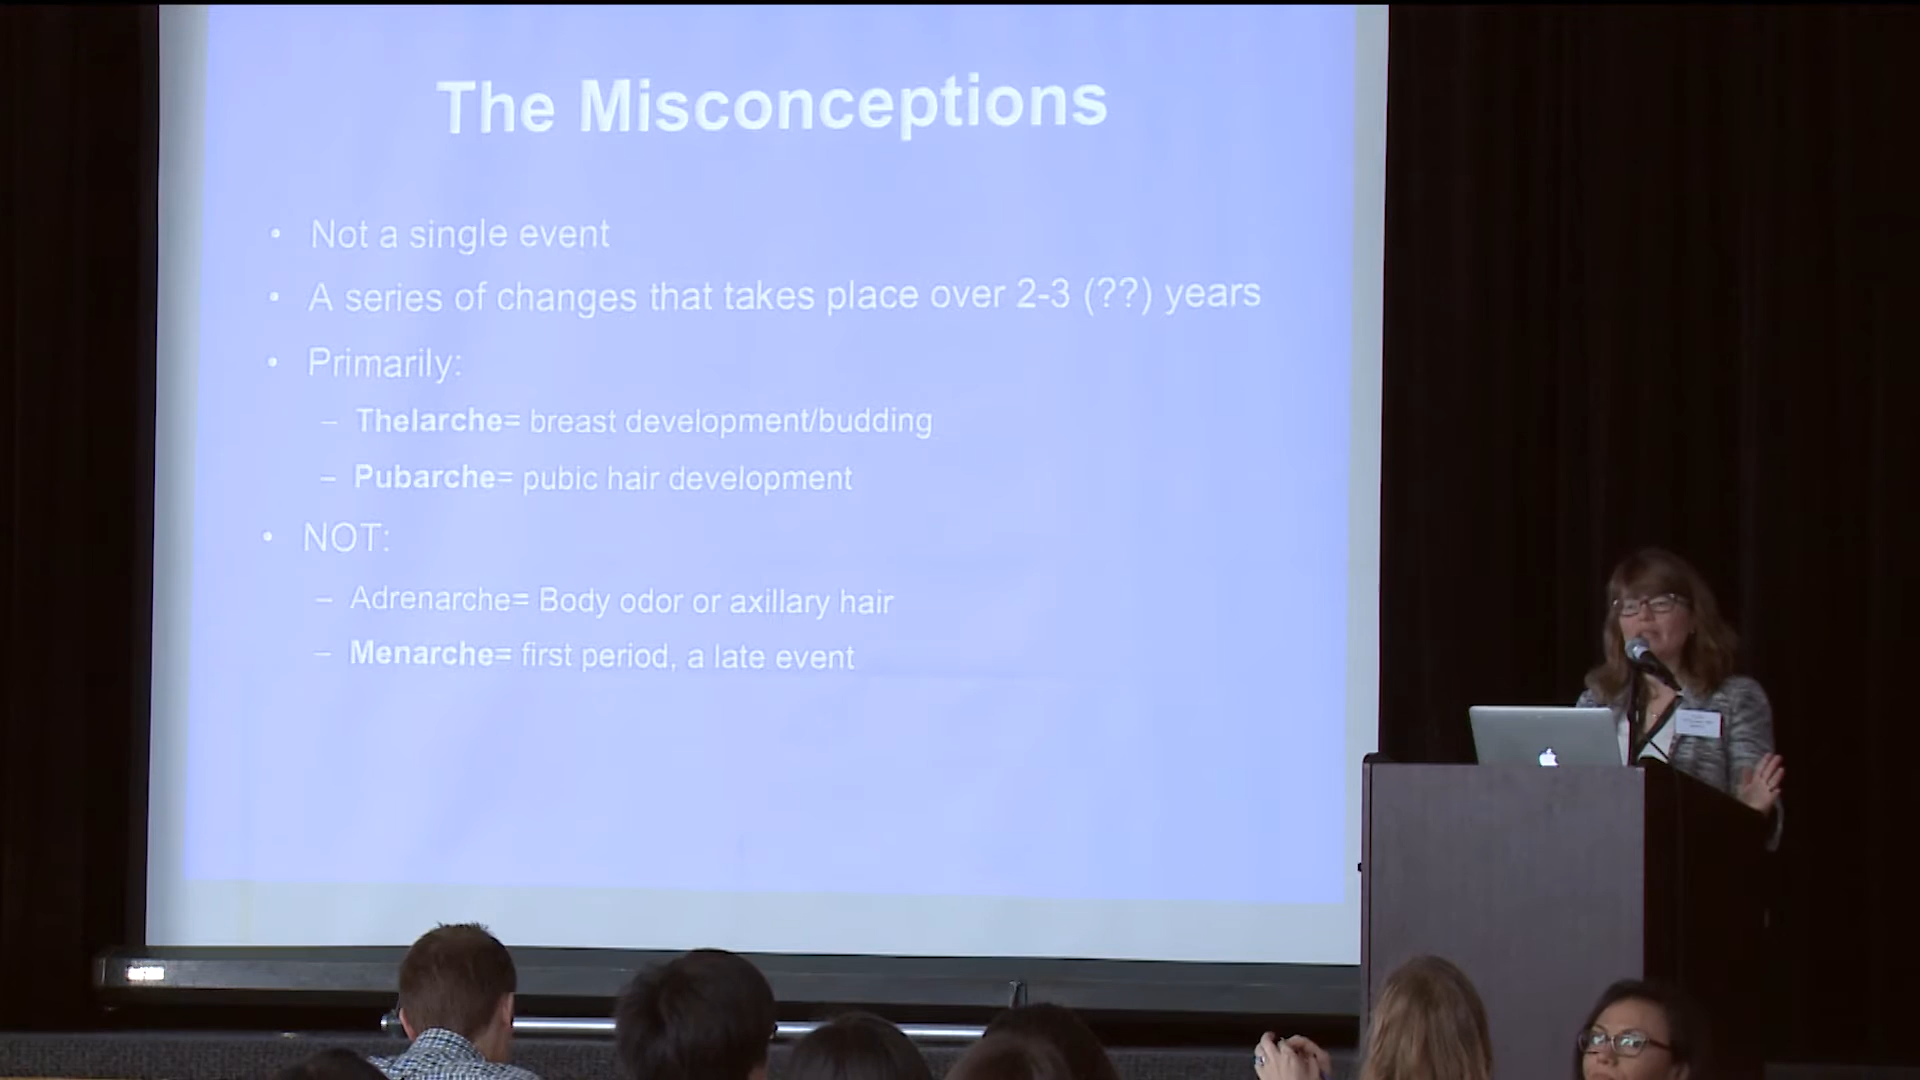 The Misconceptions
• Not a single event
• A series of changes that takes place over 2-3 (??) years
• Primarily:
– Thelarche= breast development/budding
– Pubarche= pubic hair development
• NOT:
– Adrenarche= Body odor or axillary hair
– Menarche= first period, a late event